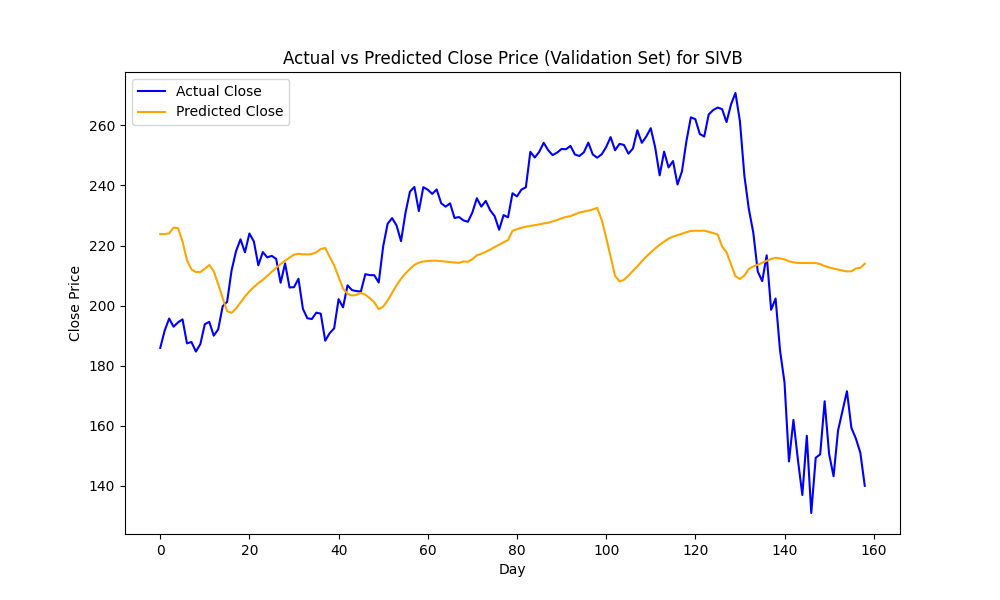 Actual vs Predicted Close Price (Validation Set) for SIVB
Actual Close
Predicted Close
Close Price
260
240
220
200
180
160
140
0 20 40 60 80 100 120 140 160
Day